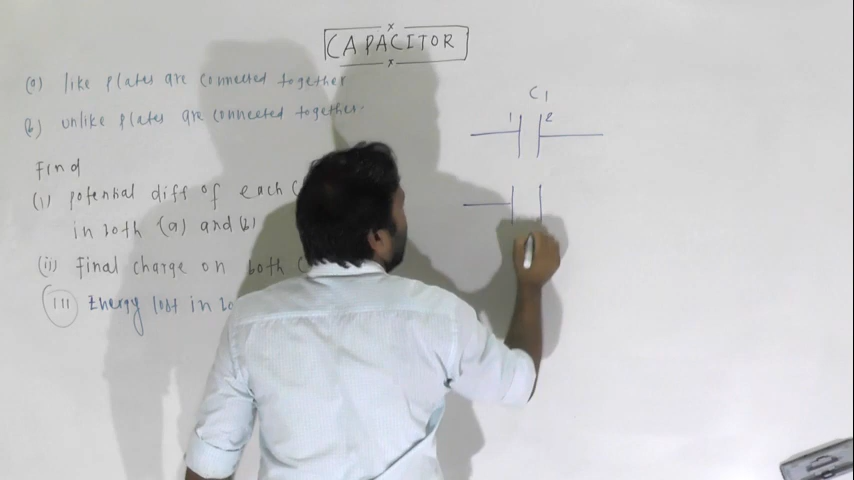 CAPACITOR
(a) like plates are connected together
(b) unlike plates are connected together.
Find
(i) potential diff of each
in both (a) and (b)
(ii) Final charge on both
(iii) Energy lost in
C1
1 2